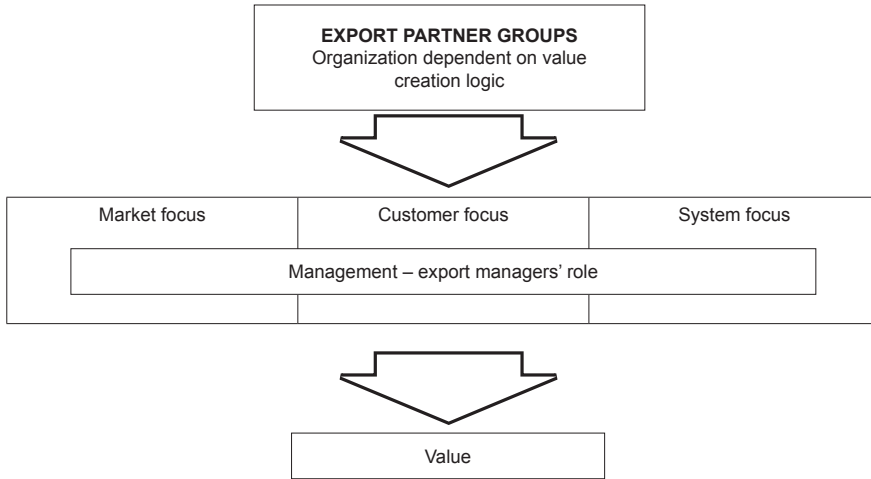 EXPORT PARTNER GROUPS
Organization dependent on value
creation logic
Market focus
Customer focus
System focus
Management – export managers’ role
Value